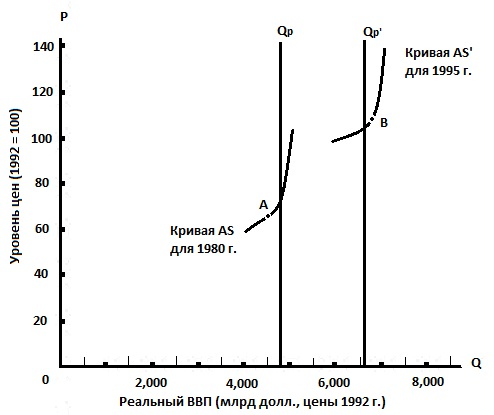 P
Qp
Qp'
140
120
100
80
60
40
20
0
Уровень цен (1992 = 100)
Кривая AS'
для 1995 г.
B
A
Кривая AS
для 1980 г.
Q
2,000
4,000
6,000
8,000
Реальный ВВП (млрд долл., цены 1992 г.)